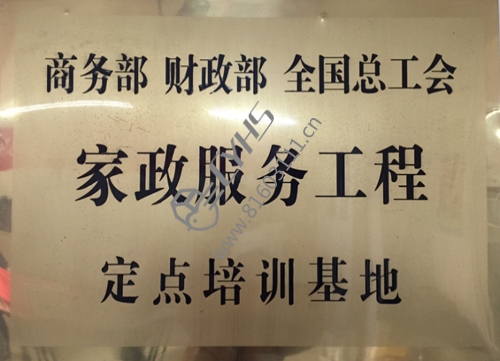 商务部 财政部 全国总工会
家政服务工程
定点培训基地